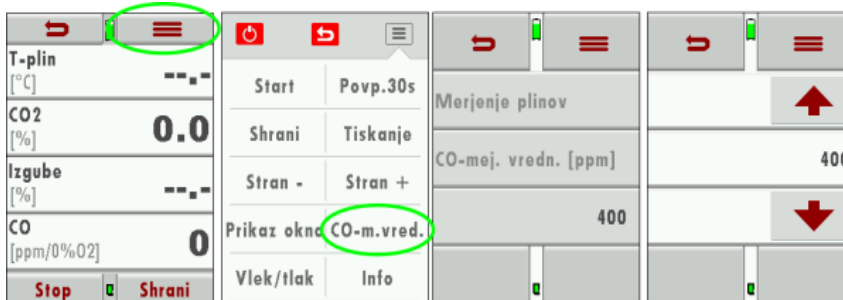 T-plin
[°C]
--.-
CO2
[%]
0.0
Izgube
[%]
--.-
CO
[ppm/0%O2]
0
Stop
Shrani
Start
Povp.30s
Shrani
Tiskanje
Stran -
Stran +
Prikaz okno
CO-m.vred.
Vlek/tlak
Info
Merjenje plinov
CO-mej. vredn. [ppm]
400
400